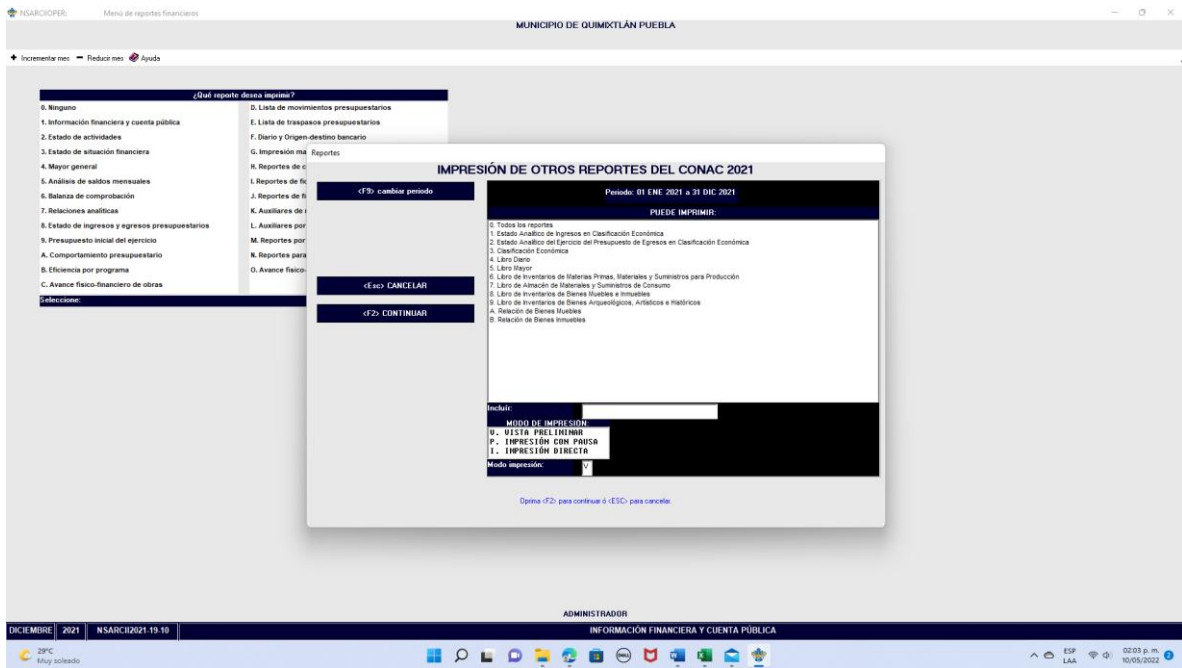 NSARCIIOPER: Menú de reportes financieros
MUNICIPIO DE QUIMIXTLÁN PUEBLA
Incrementar mes Reducir mes Ayuda
¿Qué reporte desea imprimir?
0. Ninguno
1. Información financiera y cuenta pública
2. Estado de actividades
3. Estado de situación financiera
4. Mayor general
5. Análisis de saldos mensuales
6. Balanza de comprobación
7. Relaciones analíticas
8. Estado de ingresos y egresos presupuestarios
9. Presupuesto inicial del ejercicio
A. Comportamiento presupuestario
B. Eficiencia por programa
C. Avance físico-financiero de obras
Seleccione:
D. Lista de movimientos presupuestarios
E. Lista de traspasos presupuestarios
F. Diario y Origen-destino bancario
G. Impresión ma
H. Reportes de c
I. Reportes de fic
J. Reportes de fi
K. Auxiliares de
L. Auxiliares por
M. Reportes por
N. Reportes para
O. Avance físico-
Reportes
IMPRESIÓN DE OTROS REPORTES DEL CONAC 2021
<F9> cambiar periodo
<Esc> CANCELAR
<F2> CONTINUAR
Periodo: 01 ENE 2021 a 31 DIC 2021
PUEDE IMPRIMIR:
0. Todos los reportes
1. Estado Analítico de Ingresos en Clasificación Económica
2. Estado Analítico del Ejercicio del Presupuesto de Egresos en Clasificación Económica
3. Clasificación Económica
4. Libro Diario
5. Libro Mayor
6. Libro de Inventarios de Materias Primas, Materiales y Suministros para Producción
7. Libro de Almacén de Materiales y Suministros de Consumo
8. Libro de Inventarios de Bienes Muebles e Inmuebles
9. Libro de Inventarios de Bienes Arqueológicos, Artísticos e Históricos
A. Relación de Bienes Muebles
B. Relación de Bienes Inmuebles
Incluir:
MODO DE IMPRESIÓN:
V. VISTA PRELIMINAR
P. IMPRESIÓN CON PAUSA
I. IMPRESIÓN DIRECTA
Modo impresión: V
Oprima <F2> para continuar ó <ESC> para cancelar.
ADMINISTRADOR
DICIEMBRE 2021 NSARCII2021-19-10 INFORMACIÓN FINANCIERA Y CUENTA PÚBLICA
29°C
Muy soleado
DELL
ESP
LAA
02:03 p. m.
10/05/2022
2